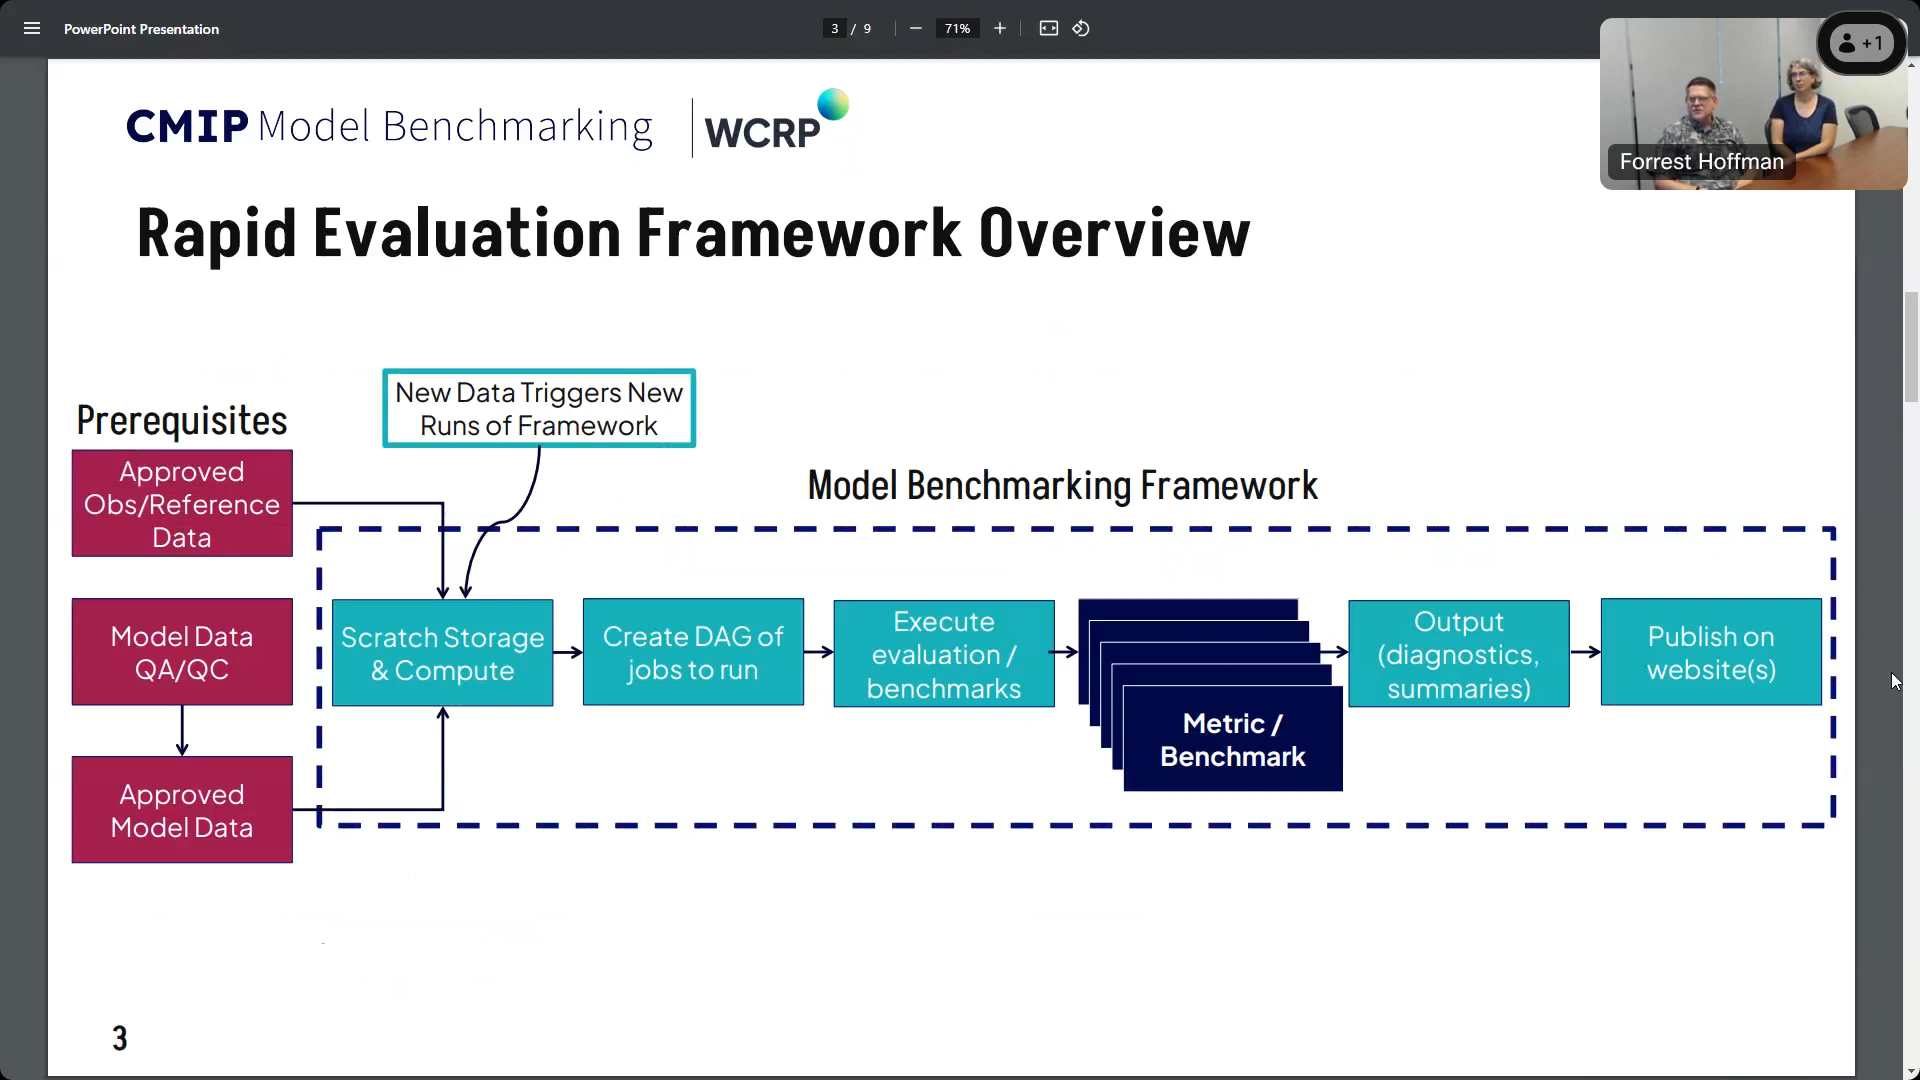 PowerPoint Presentation
3 / 9
71%
+1
Forrest Hoffman
CMIP Model Benchmarking
WCRP
Rapid Evaluation Framework Overview
New Data Triggers New
Runs of Framework
Prerequisites
Approved
Obs/Reference
Data
Model Data
QA/QC
Approved
Model Data
Model Benchmarking Framework
Scratch Storage
& Compute
Create DAG of
jobs to run
Execute
evaluation /
benchmarks
Metric /
Benchmark
Output
(diagnostics,
summaries)
Publish on
website(s)
3